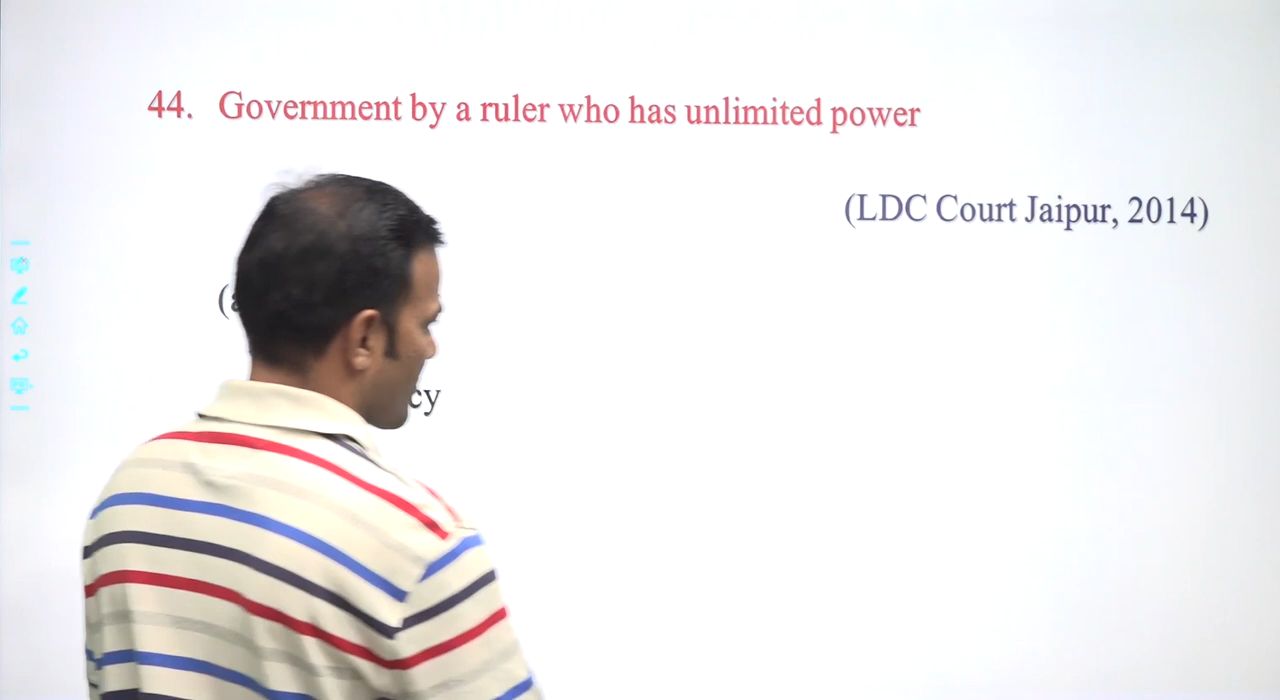 44. Government by a ruler who has unlimited power
(LDC Court Jaipur, 2014)